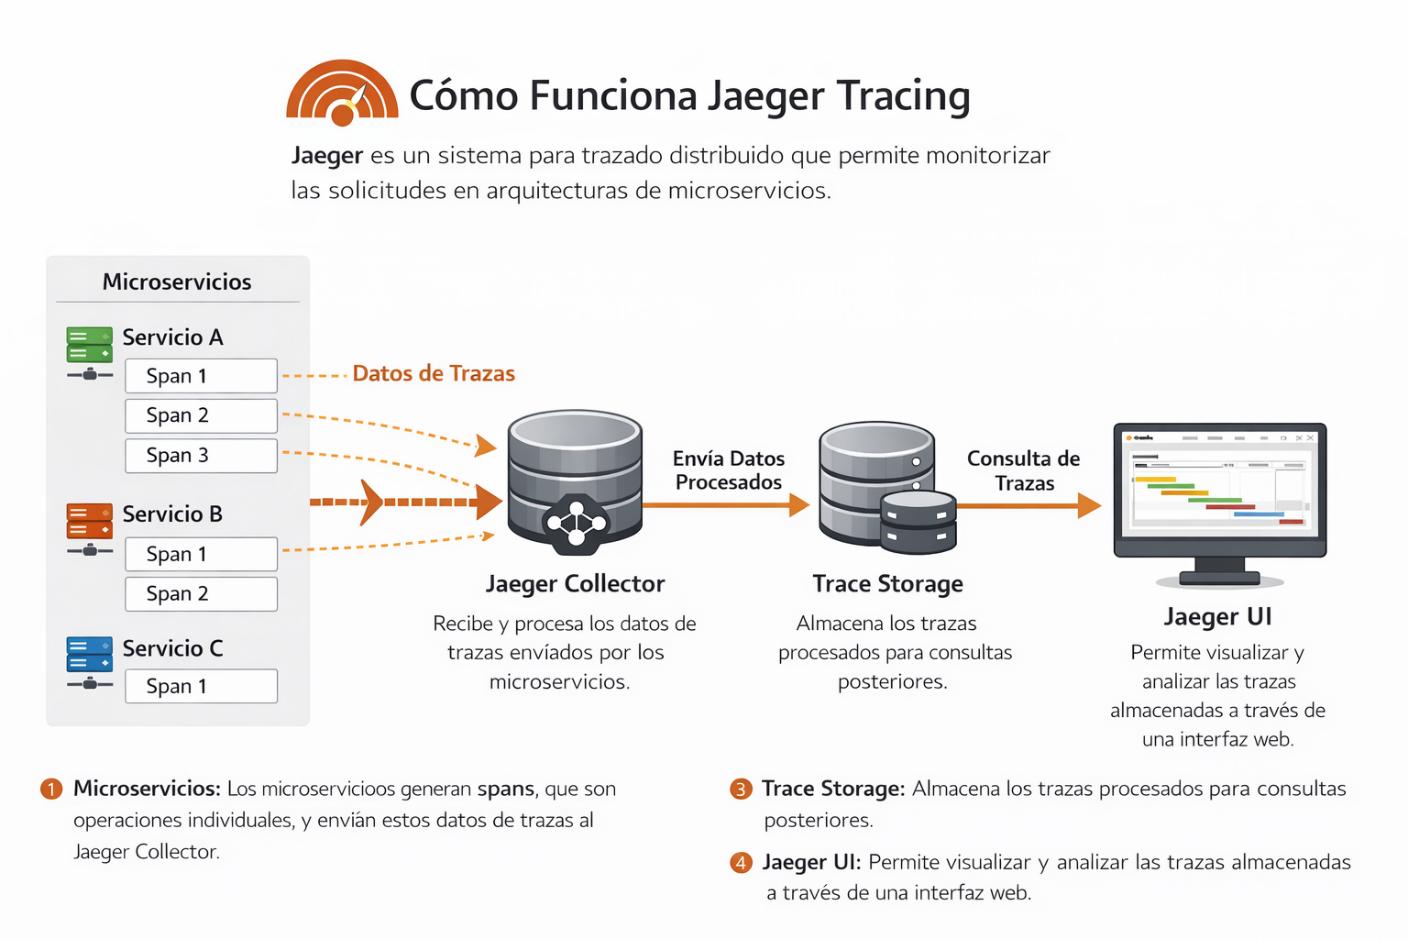 Cómo Funciona Jaeger Tracing
Jaeger es un sistema para trazado distribuido que permite monitorizar
las solicitudes en arquitecturas de microservicios.
Microservicios
Servicio A
Span 1
Span 2
Span 3
Servicio B
Span 1
Span 2
Servicio C
Span 1
Datos de Trazas
Jaeger Collector
Recibe y procesa los datos de
trazas envíados por los
microservicios.
Envía Datos
Procesados
Trace Storage
Almacena los trazas
procesados para consultas
posteriores.
Consulta de
Trazas
Jaeger UI
Permite visualizar y
analizar las trazas
almacenadas a través de
una interfaz web.
1 Microservicios: Los microservicioos generan spans, que son
operaciones individuales, y envián estos datos de trazas al
Jaeger Collector.
3 Trace Storage: Almacena los trazas procesados para consultas
posteriores.
4 Jaeger UI: Permite visualizar y analizar las trazas almacenadas
a través de una interfaz web.